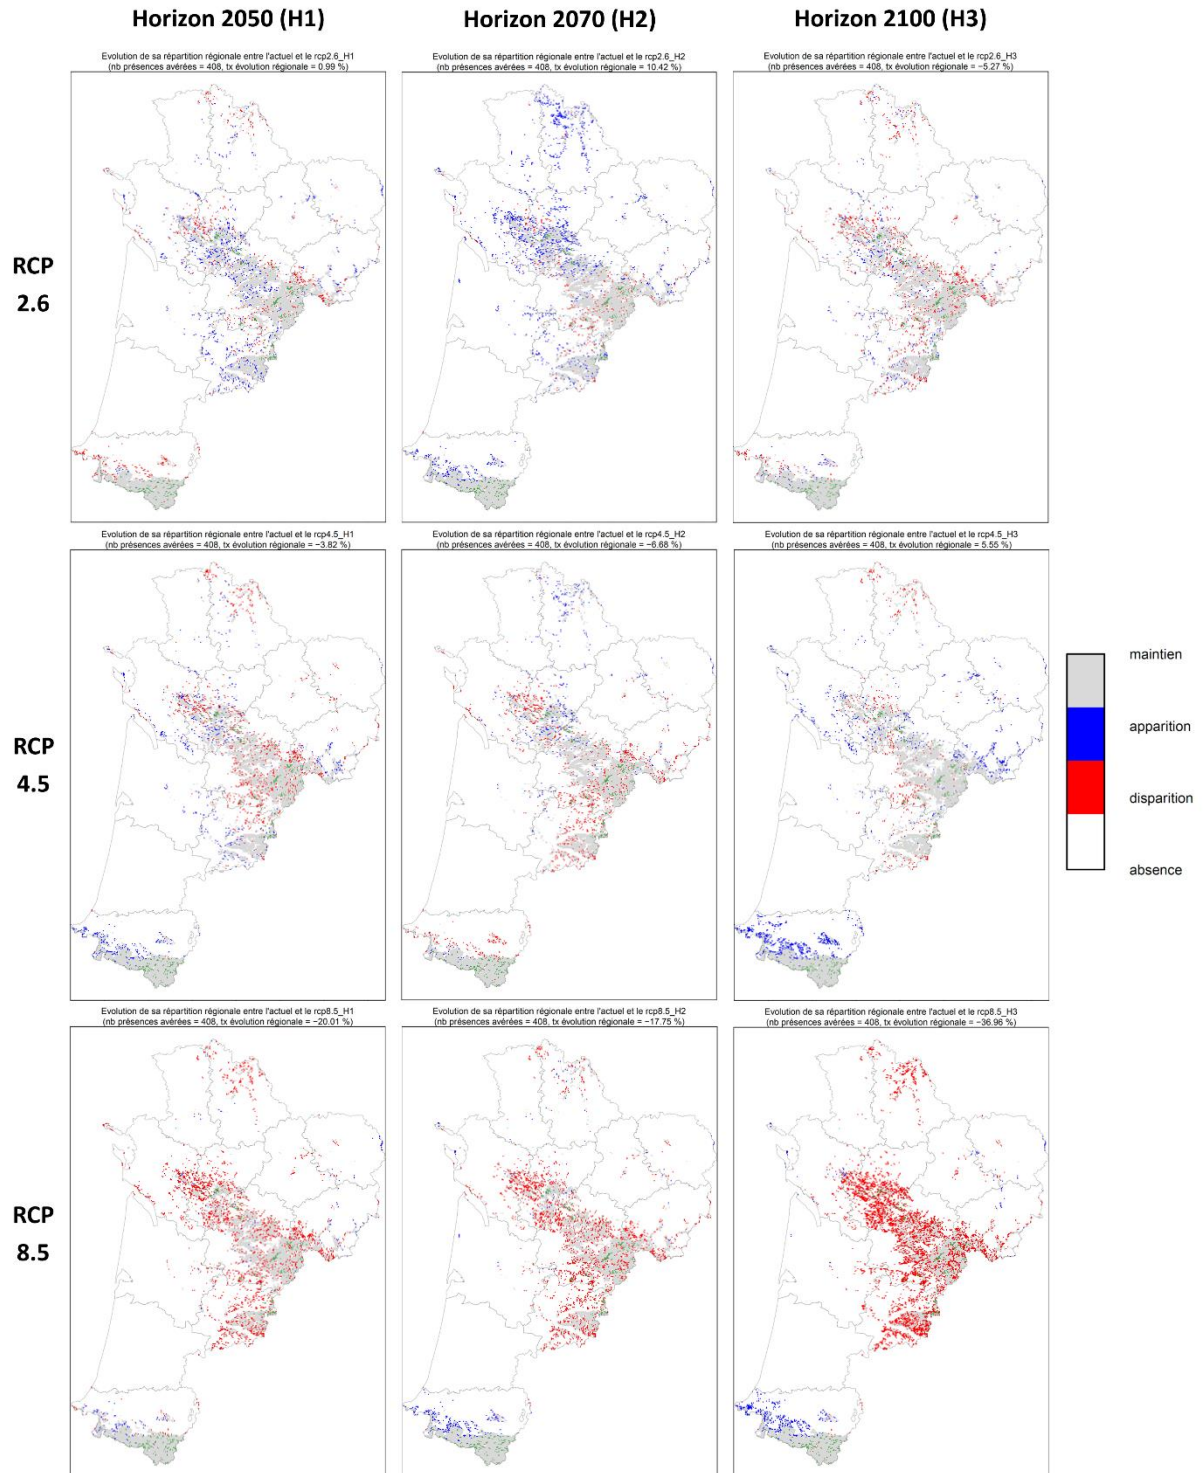 Horizon 2050 (H1) Horizon 2070 (H2) Horizon 2100 (H3)
Evolution de sa répartition régionale entre l'actuel et le rcp2.6_H1
(nb présences avérées = 408, tx évolution régionale = 0.99 %)
Evolution de sa répartition régionale entre l'actuel et le rcp2.6_H2
(nb présences avérées = 408, tx évolution régionale = 10.42 %)
Evolution de sa répartition régionale entre l'actuel et le rcp2.6_H3
(nb présences avérées = 408, tx évolution régionale = −5.27 %)
RCP
2.6
Evolution de sa répartition régionale entre l'actuel et le rcp4.5_H1
(nb présences avérées = 408, tx évolution régionale = −3.82 %)
Evolution de sa répartition régionale entre l'actuel et le rcp4.5_H2
(nb présences avérées = 408, tx évolution régionale = −6.68 %)
Evolution de sa répartition régionale entre l'actuel et le rcp4.5_H3
(nb présences avérées = 408, tx évolution régionale = 5.55 %)
RCP
4.5
maintien
apparition
disparition
absence
Evolution de sa répartition régionale entre l'actuel et le rcp8.5_H1
(nb présences avérées = 408, tx évolution régionale = −20.01 %)
Evolution de sa répartition régionale entre l'actuel et le rcp8.5_H2
(nb présences avérées = 408, tx évolution régionale = −17.75 %)
Evolution de sa répartition régionale entre l'actuel et le rcp8.5_H3
(nb présences avérées = 408, tx évolution régionale = −36.96 %)
RCP
8.5